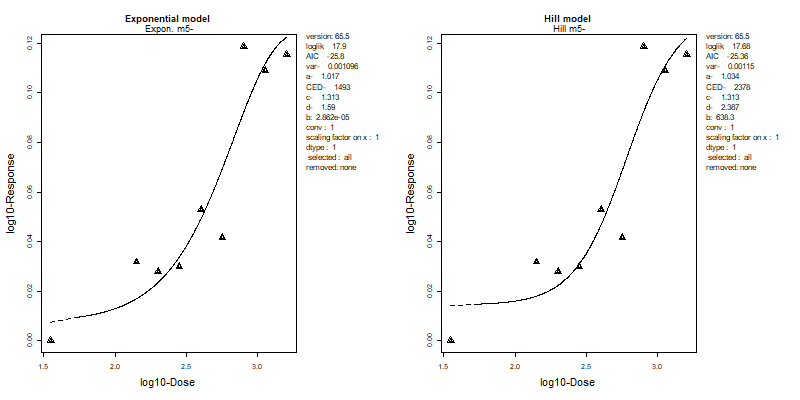 Exponential model
Expon. m5-
version: 65.5
loglik 17.9
AIC -25.8
var- 0.001096
a- 1.017
CED- 1493
c- 1.313
d- 1.59
b: 2.862e-05
conv : 1
scaling factor on x : 1
dtype : 1
selected : all
removed: none
log10-Response
0.12
0.10
0.08
0.06
0.04
0.02
0.00
1.5
2.0
2.5
3.0
log10-Dose
Hill model
Hill m5-
version: 65.5
loglik 17.68
AIC -25.36
var- 0.00115
a- 1.034
CED- 2378
c- 1.313
d- 2.387
b: 638.3
conv : 1
scaling factor on x : 1
dtype : 1
selected : all
removed: none
log10-Response
0.12
0.10
0.08
0.06
0.04
0.02
0.00
1.5
2.0
2.5
3.0
log10-Dose